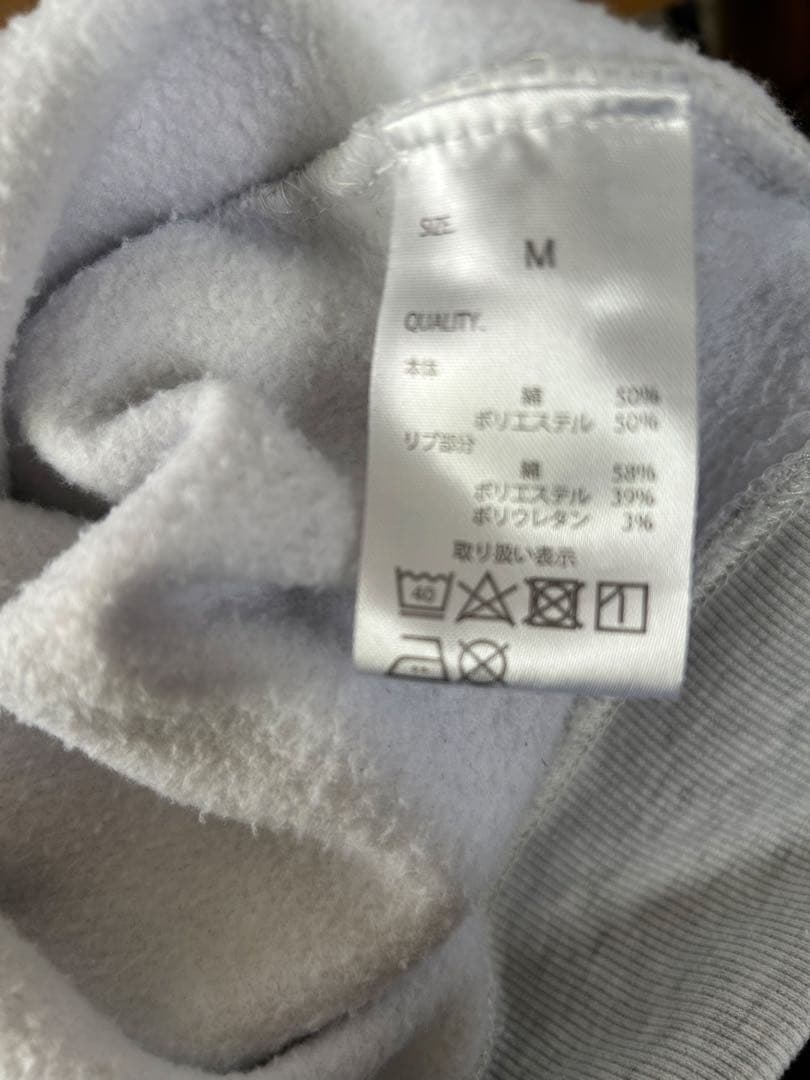 SIZE.
M
QUALITY.
本体
綿 50%
ポリエステル 50%
リブ部分
綿 58%
ポリエステル 39%
ポリウレタン 3%
取り扱い表示
40